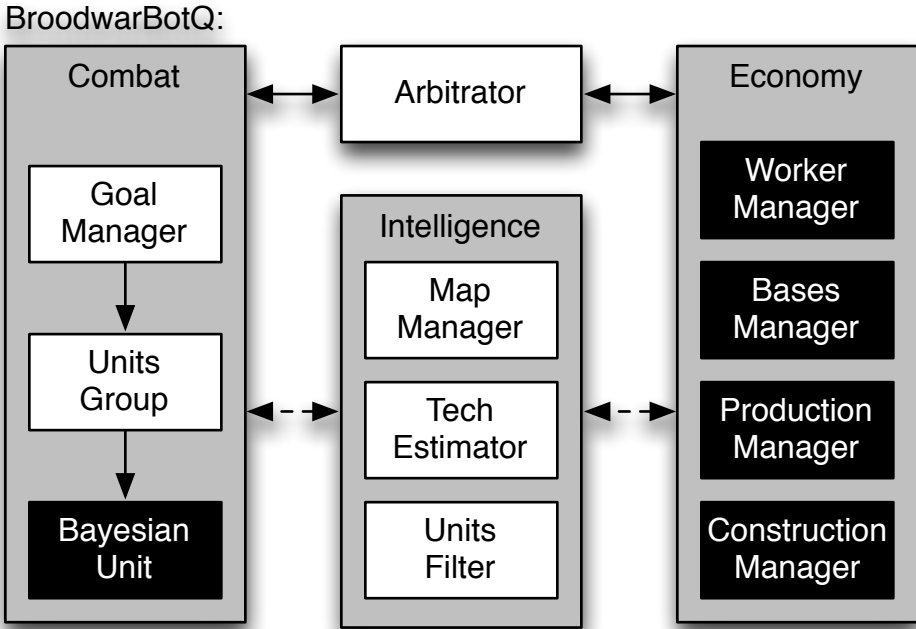 BroodwarBotQ:
Combat
Goal
Manager
Units
Group
Bayesian
Unit
Arbitrator
Intelligence
Map
Manager
Tech
Estimator
Units
Filter
Economy
Worker
Manager
Bases
Manager
Production
Manager
Construction
Manager